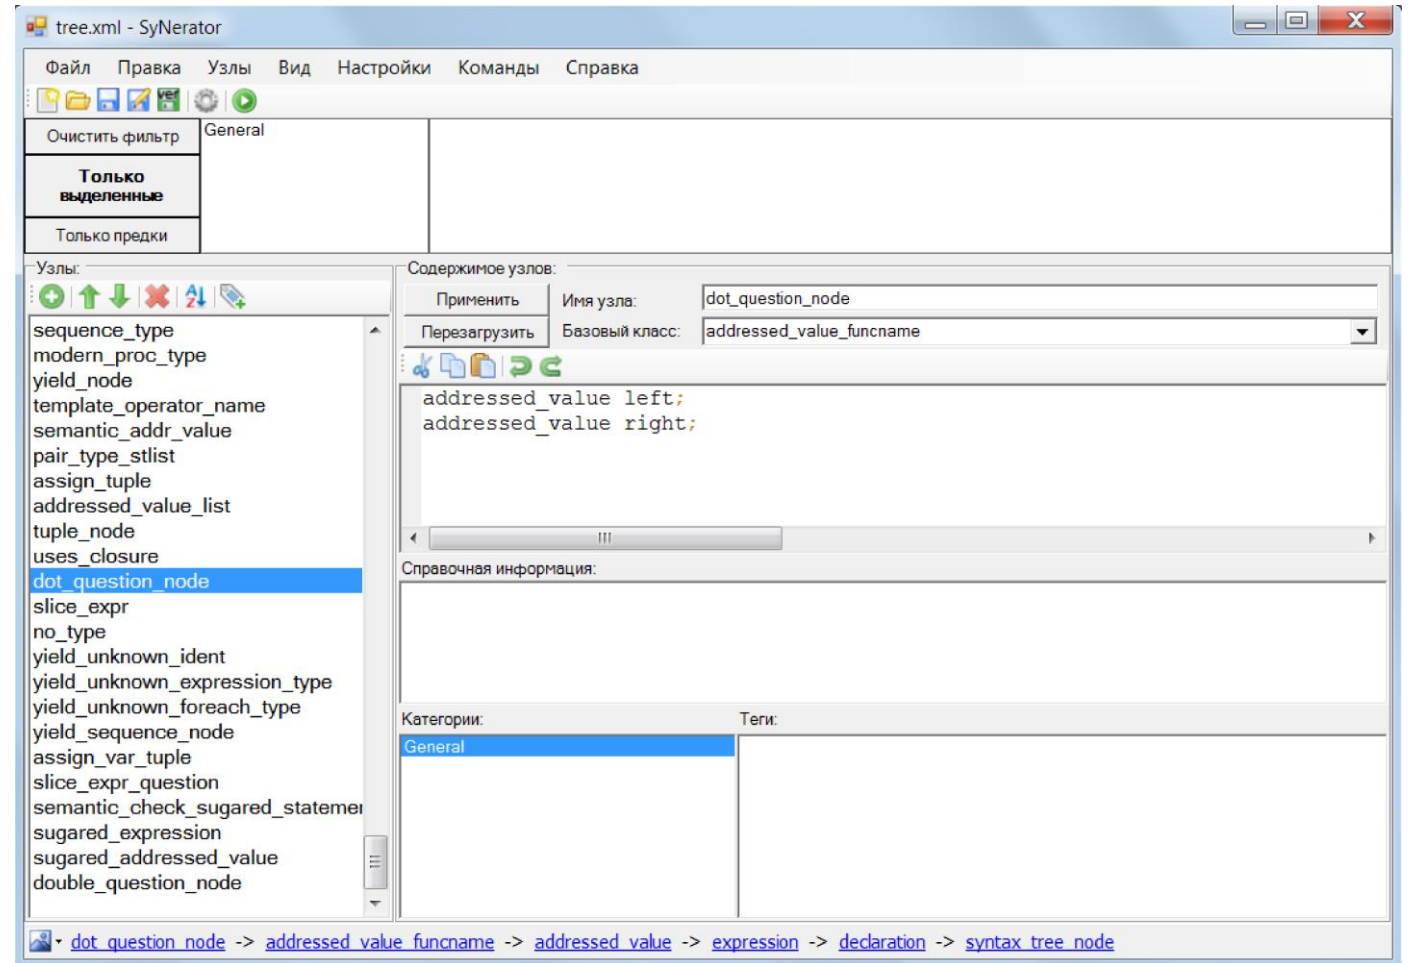 tree.xml - SyNerator
Файл Правка Узлы Вид Настройки Команды Справка
ver
Очистить фильтр
General
Только
выделенные
Только предки
Узлы:
sequence_type
modern_proc_type
yield_node
template_operator_name
semantic_addr_value
pair_type_stlist
assign_tuple
addressed_value_list
tuple_node
uses_closure
dot_question_node
slice_expr
no_type
yield_unknown_ident
yield_unknown_expression_type
yield_unknown_foreach_type
yield_sequence_node
assign_var_tuple
slice_expr_question
semantic_check_sugared_statemer
sugared_expression
sugared_addressed_value
double_question_node
Содержимое узлов:
Применить Имя узла: dot_question_node
Перезагрузить Базовый класс: addressed_value_funcname
addressed_value left;
addressed_value right;
Справочная информация:
Категории: Теги:
General
dot_question_node -> addressed_value_funcname -> addressed_value -> expression -> declaration -> syntax_tree_node